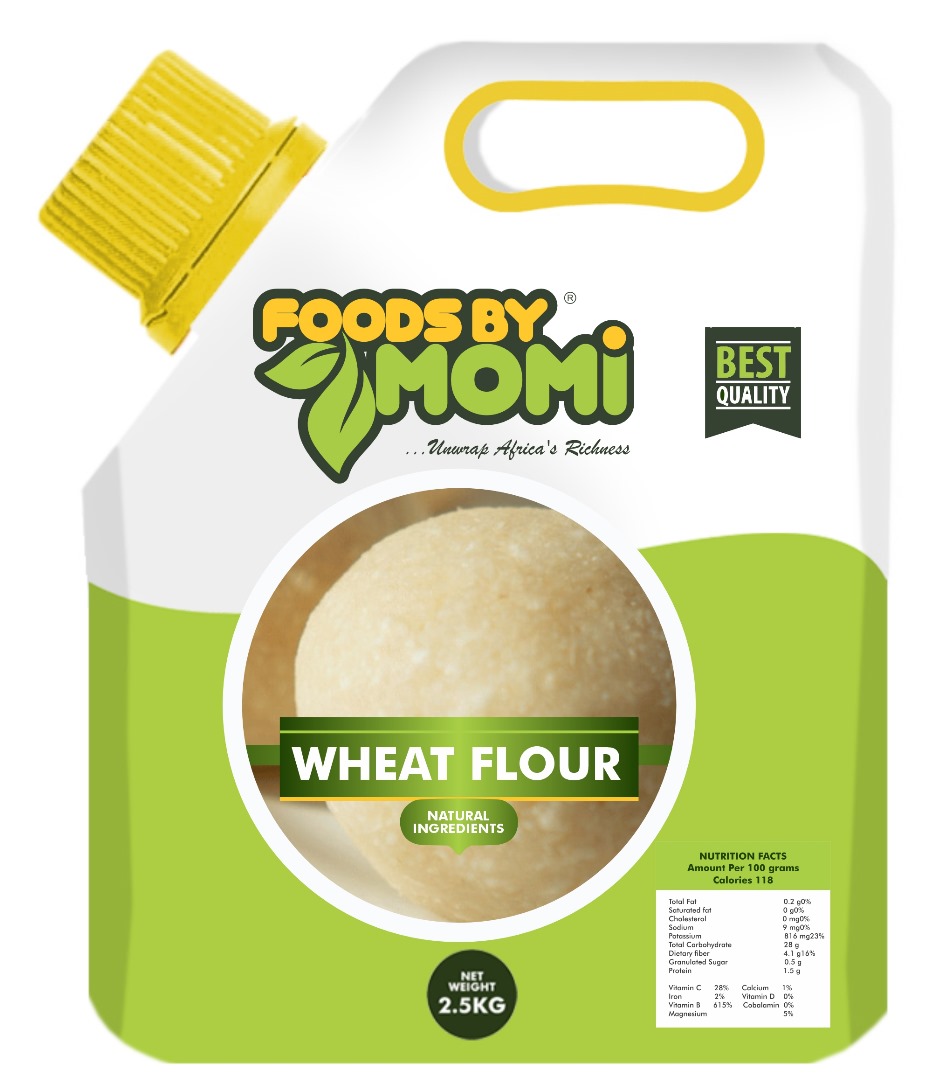 FOODS BY ®
MOMi
...Unwrap Africa's Richness
BEST
QUALITY
WHEAT FLOUR
NATURAL
INGREDIENTS
NET
WEIGHT
2.5KG
NUTRITION FACTS
Amount Per 100 grams
Calories 118
Total Fat 0.2 g0%
Saturated fat 0 g0%
Cholesterol 0 mg0%
Sodium 9 mg0%
Potassium 816 mg23%
Total Carbohydrate 28 g
Dietary fiber 4.1 g16%
Granulated Sugar 0.5 g
Protein 1.5 g
Vitamin C 28% Calcium 1%
Iron 2% Vitamin D 0%
Vitamin B 615% Cobalamin 0%
Magnesium 5%